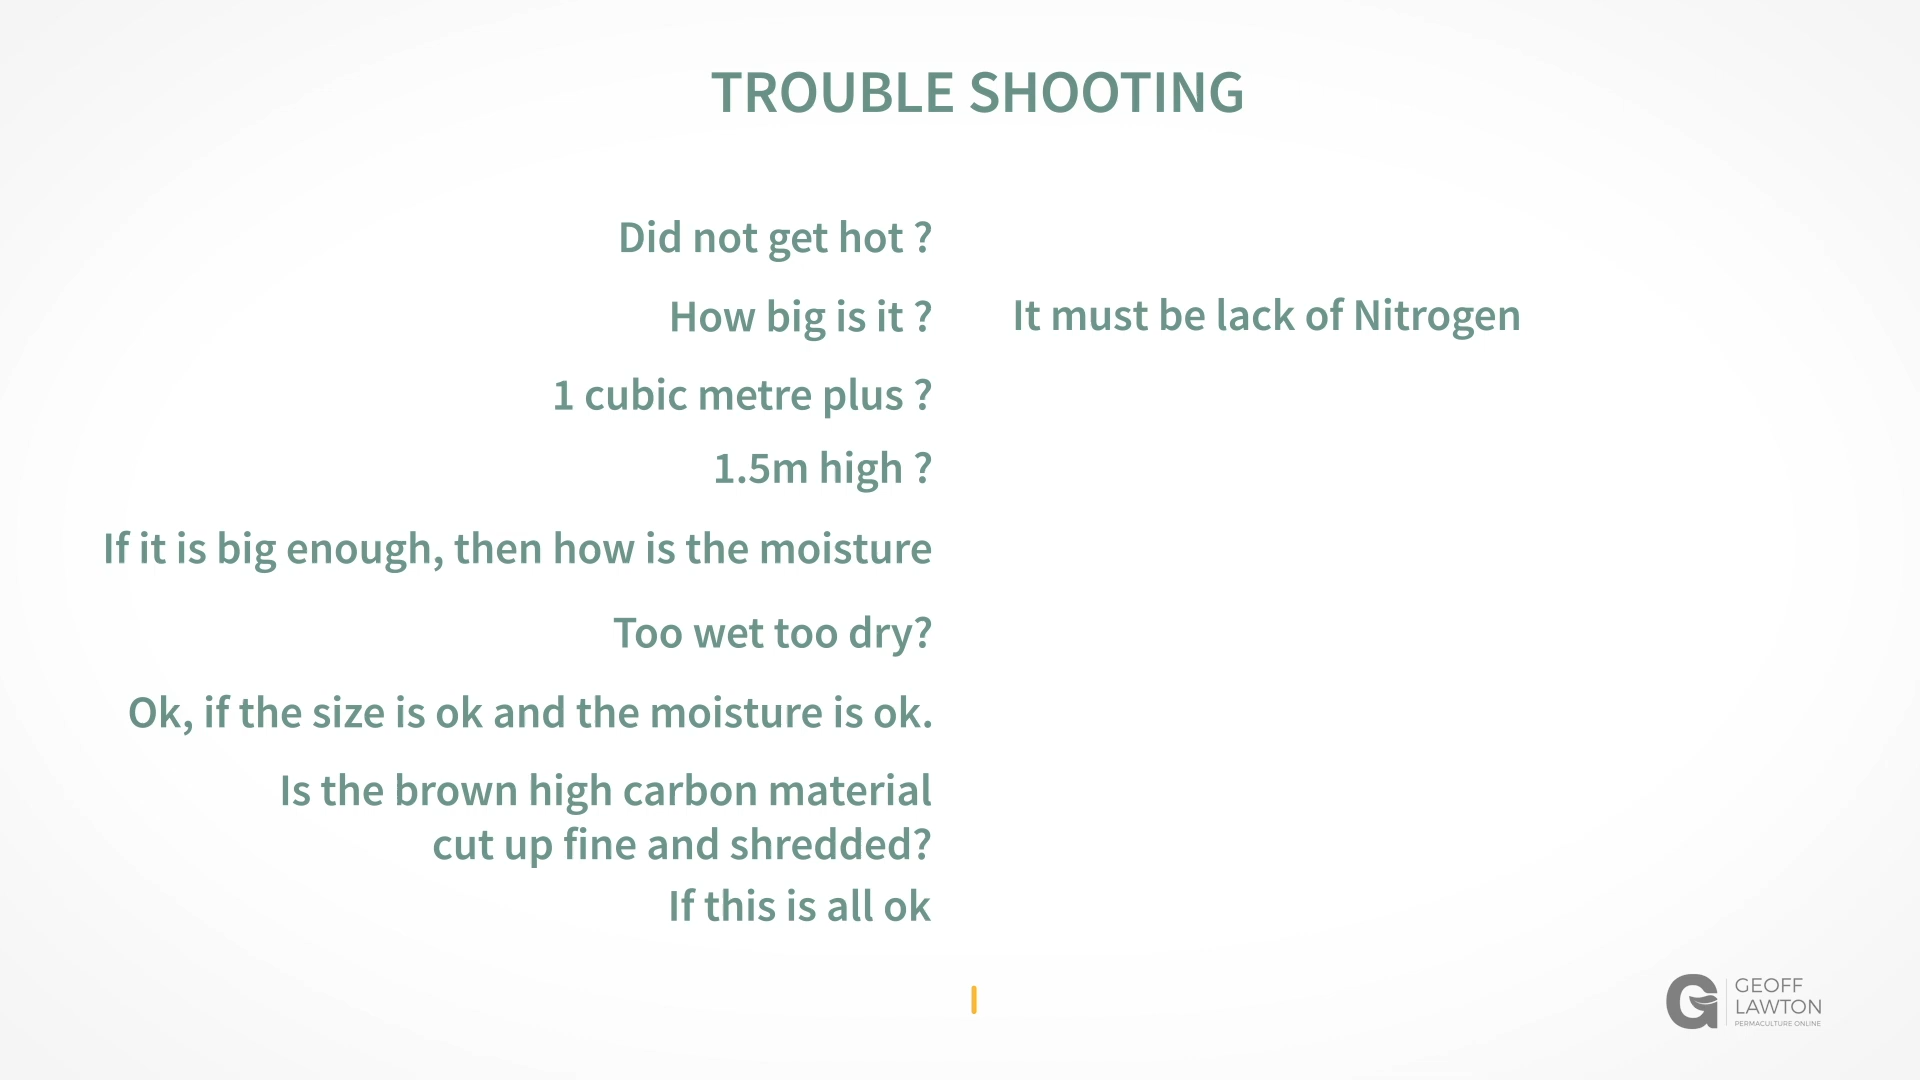 TROUBLE SHOOTING
Did not get hot ?
How big is it ?
1 cubic metre plus ?
1.5m high ?
If it is big enough, then how is the moisture
Too wet too dry?
Ok, if the size is ok and the moisture is ok.
Is the brown high carbon material
cut up fine and shredded?
If this is all ok
It must be lack of Nitrogen
GEOFF
LAWTON
PERMACULTURE ONLINE